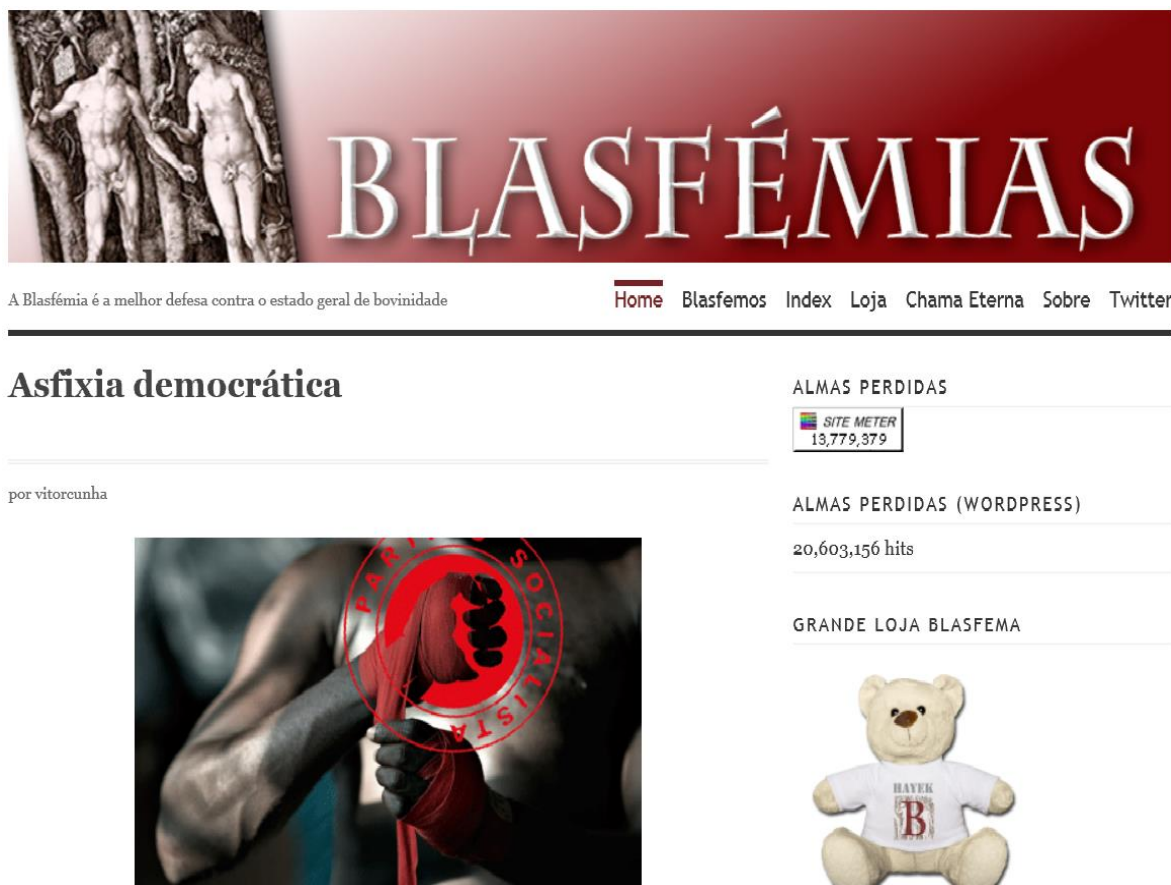 BLASFÉMIAS
A Blasfémia é a melhor defesa contra o estado geral de bovinidade
Home Blasfemos Index Loja Chama Eterna Sobre Twitter
Asfixia democrática
por vitorcunha
PARTIDO SOCIALISTA
ALMAS PERDIDAS
SITE METER
13,779,379
ALMAS PERDIDAS (WORDPRESS)
20,603,156 hits
GRANDE LOJA BLASFEMA
HAYEK
B